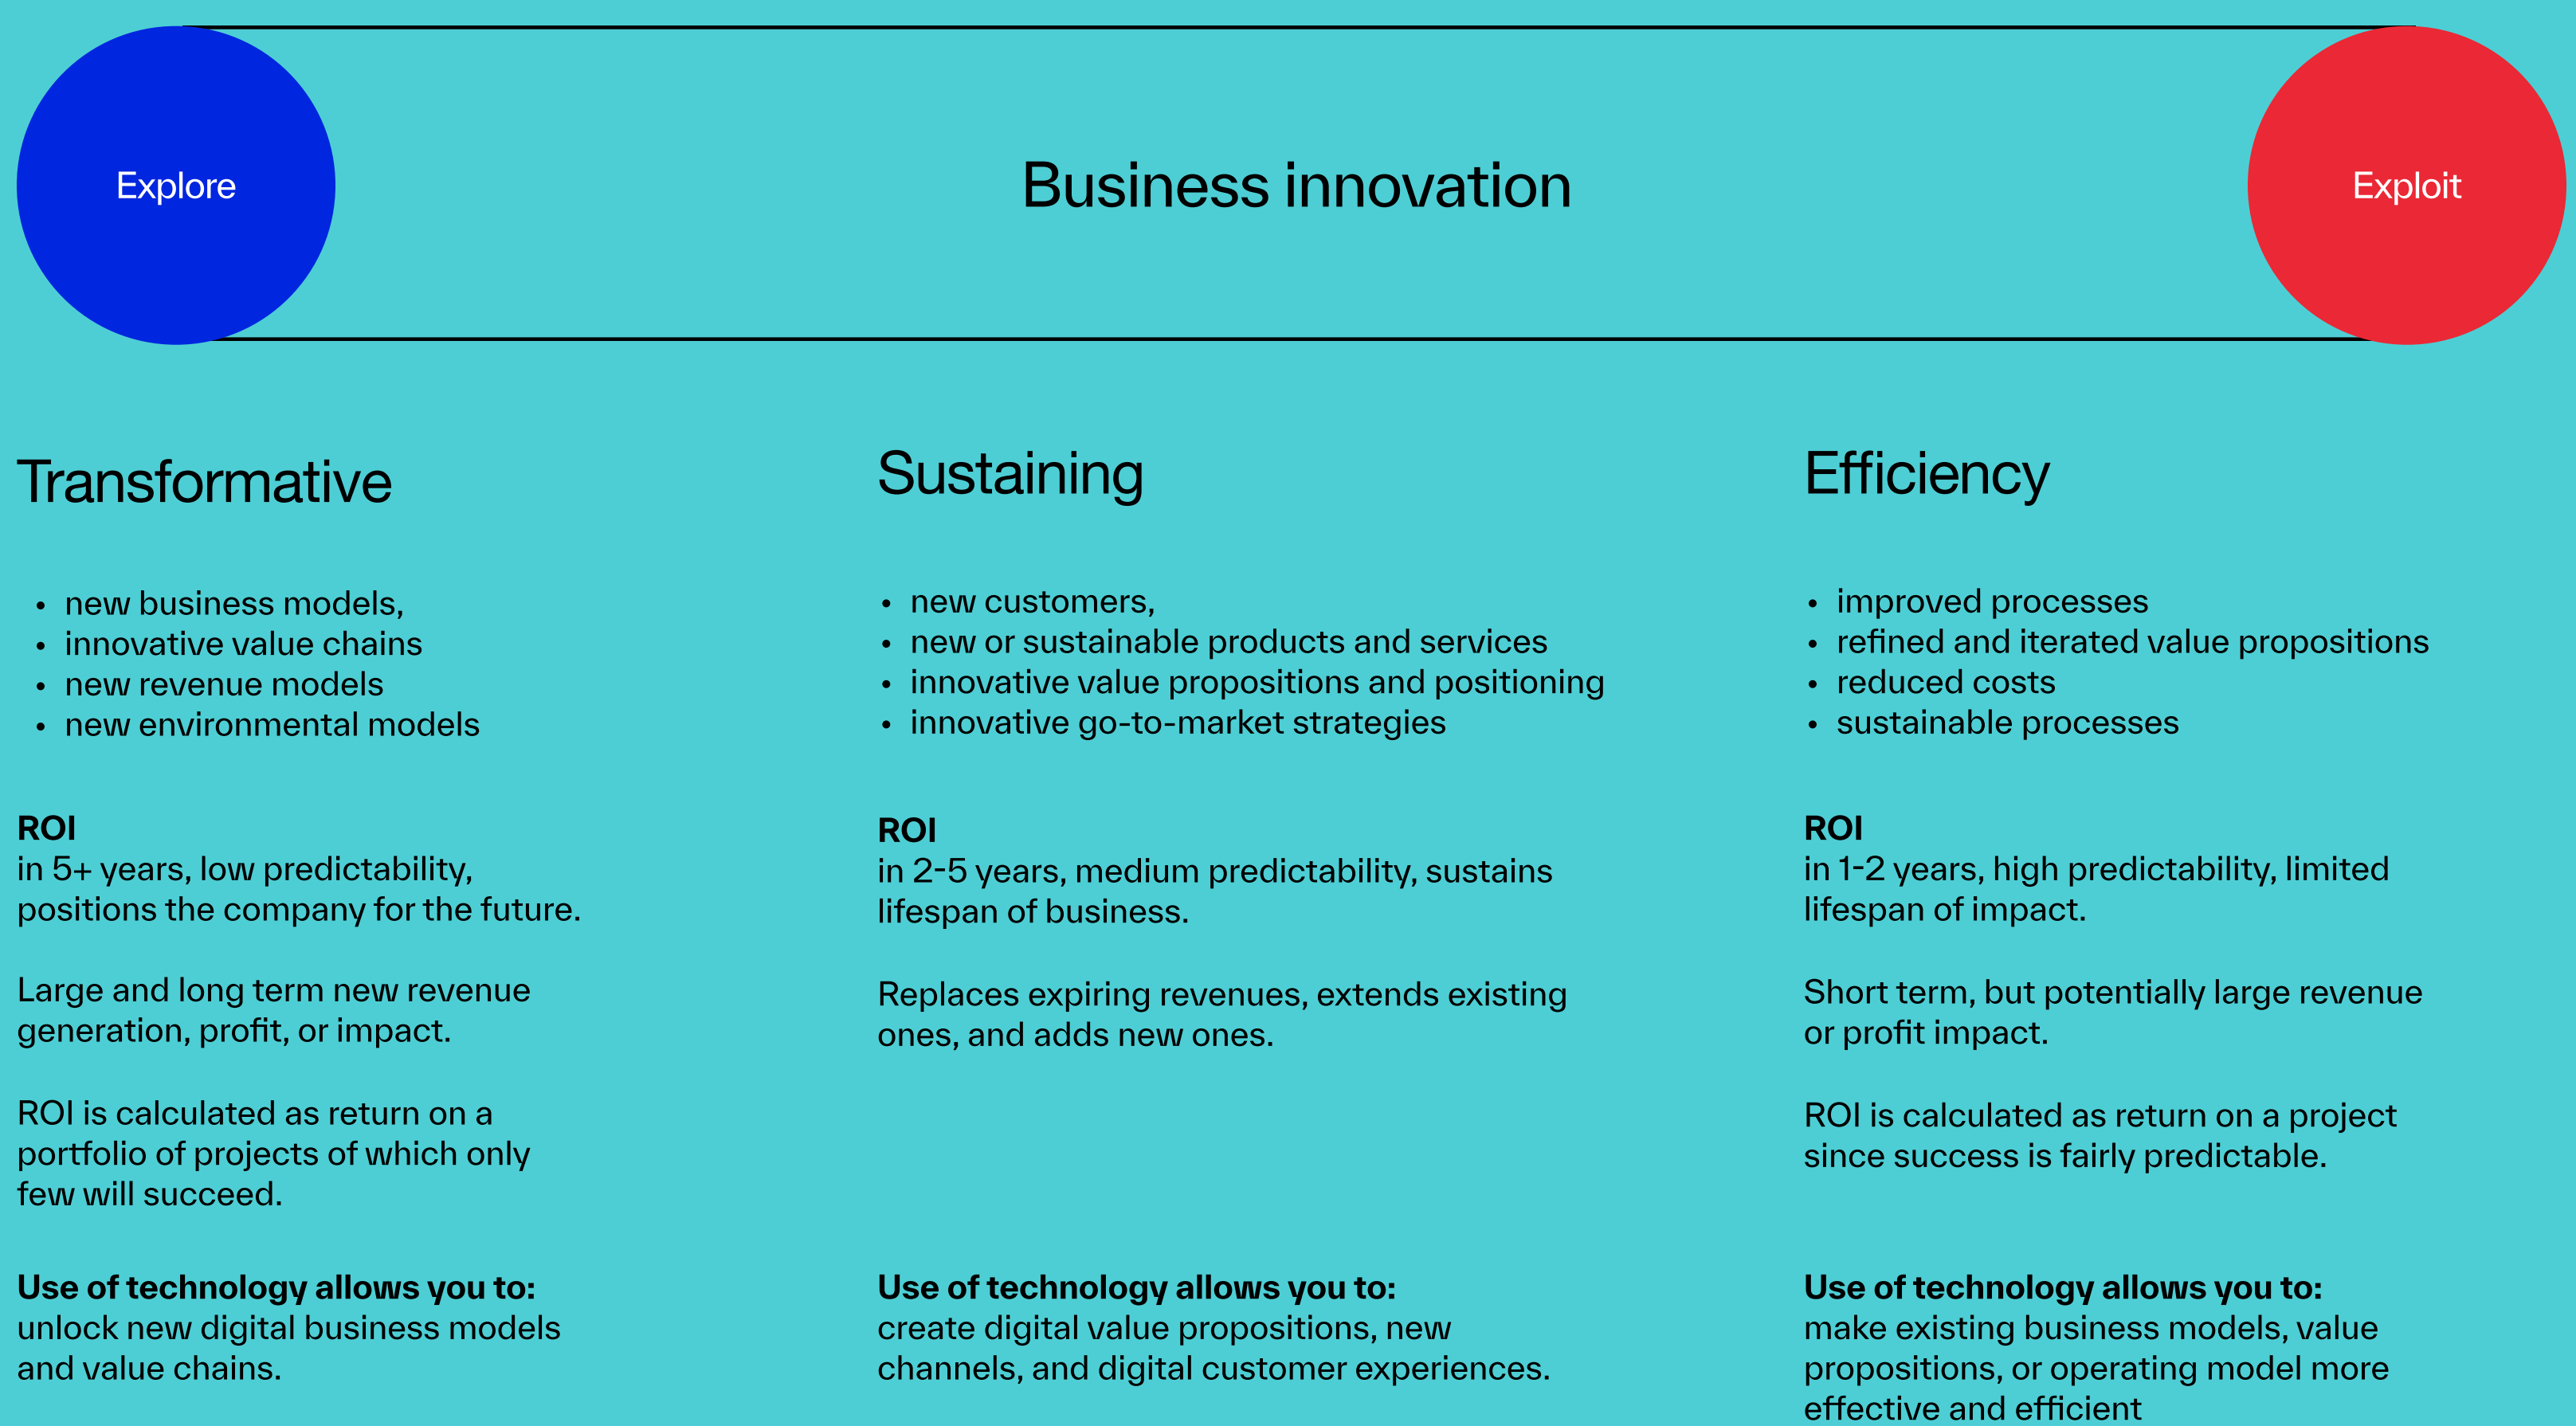 Explore
Business innovation
Exploit
Transformative
• new business models,
• innovative value chains
• new revenue models
• new environmental models
ROI
in 5+ years, low predictability,
positions the company for the future.
Large and long term new revenue
generation, profit, or impact.
ROI is calculated as return on a
portfolio of projects of which only
few will succeed.
Use of technology allows you to:
unlock new digital business models
and value chains.
Sustaining
• new customers,
• new or sustainable products and services
• innovative value propositions and positioning
• innovative go-to-market strategies
ROI
in 2-5 years, medium predictability, sustains
lifespan of business.
Replaces expiring revenues, extends existing
ones, and adds new ones.
Use of technology allows you to:
create digital value propositions, new
channels, and digital customer experiences.
Efficiency
• improved processes
• refined and iterated value propositions
• reduced costs
• sustainable processes
ROI
in 1-2 years, high predictability, limited
lifespan of impact.
Short term, but potentially large revenue
or profit impact.
ROI is calculated as return on a project
since success is fairly predictable.
Use of technology allows you to:
make existing business models, value
propositions, or operating model more
effective and efficient